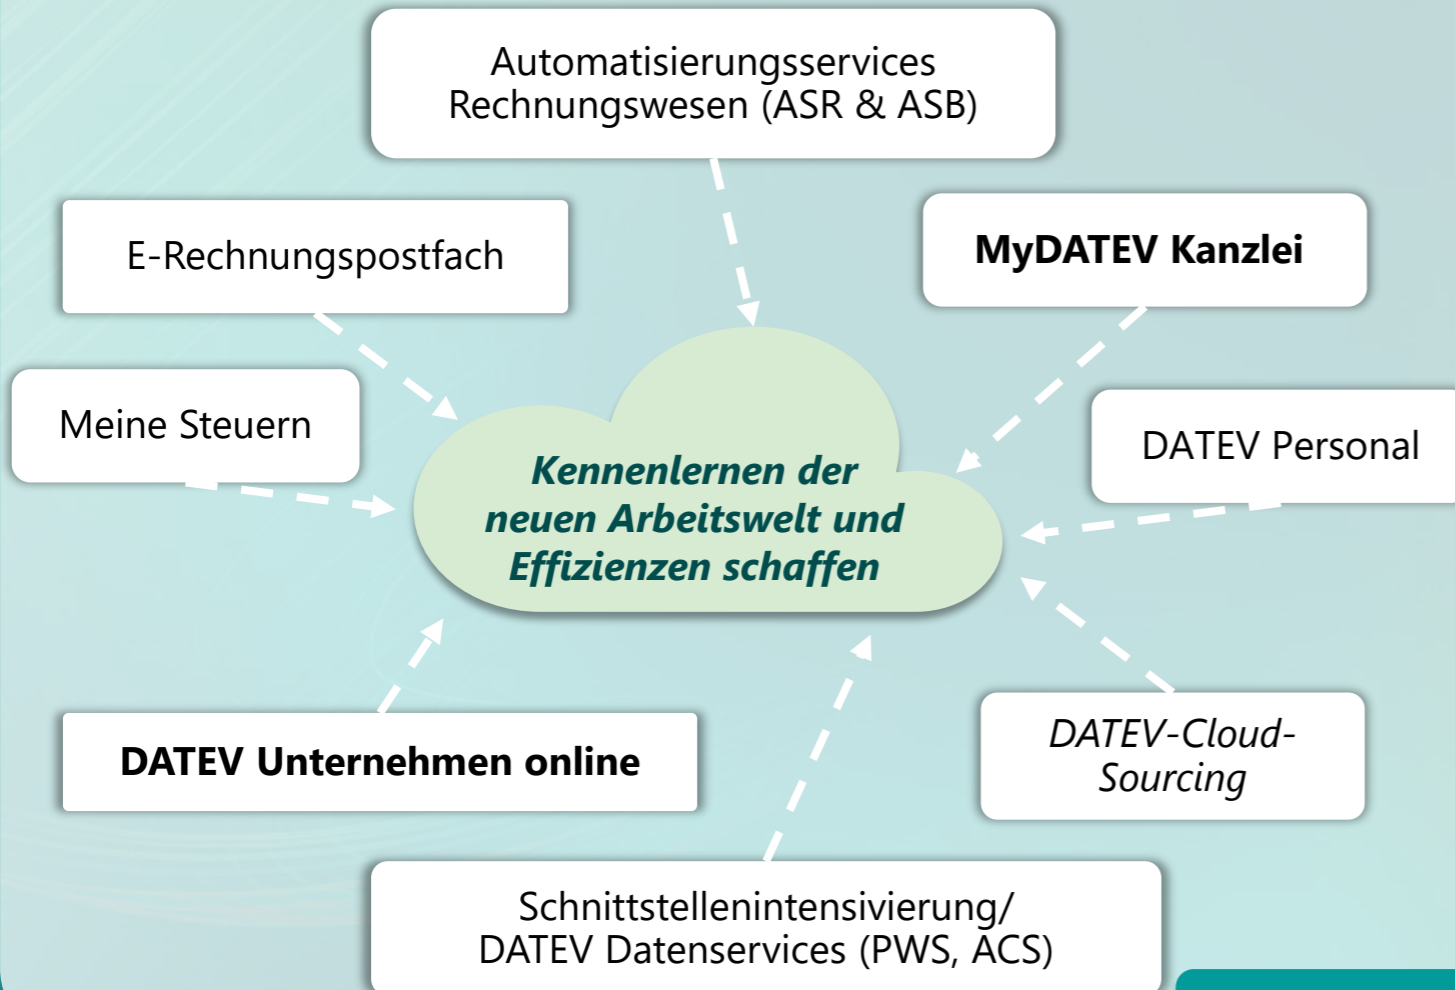 Automatisierungsservices
Rechnungswesen (ASR & ASB)
E-Rechnungspostfach
MyDATEV Kanzlei
Meine Steuern
DATEV Personal
Kennenlernen der
neuen Arbeitswelt und
Effizienzen schaffen
DATEV Unternehmen online
DATEV-Cloud-
Sourcing
Schnittstellenintensivierung/
DATEV Datenservices (PWS, ACS)